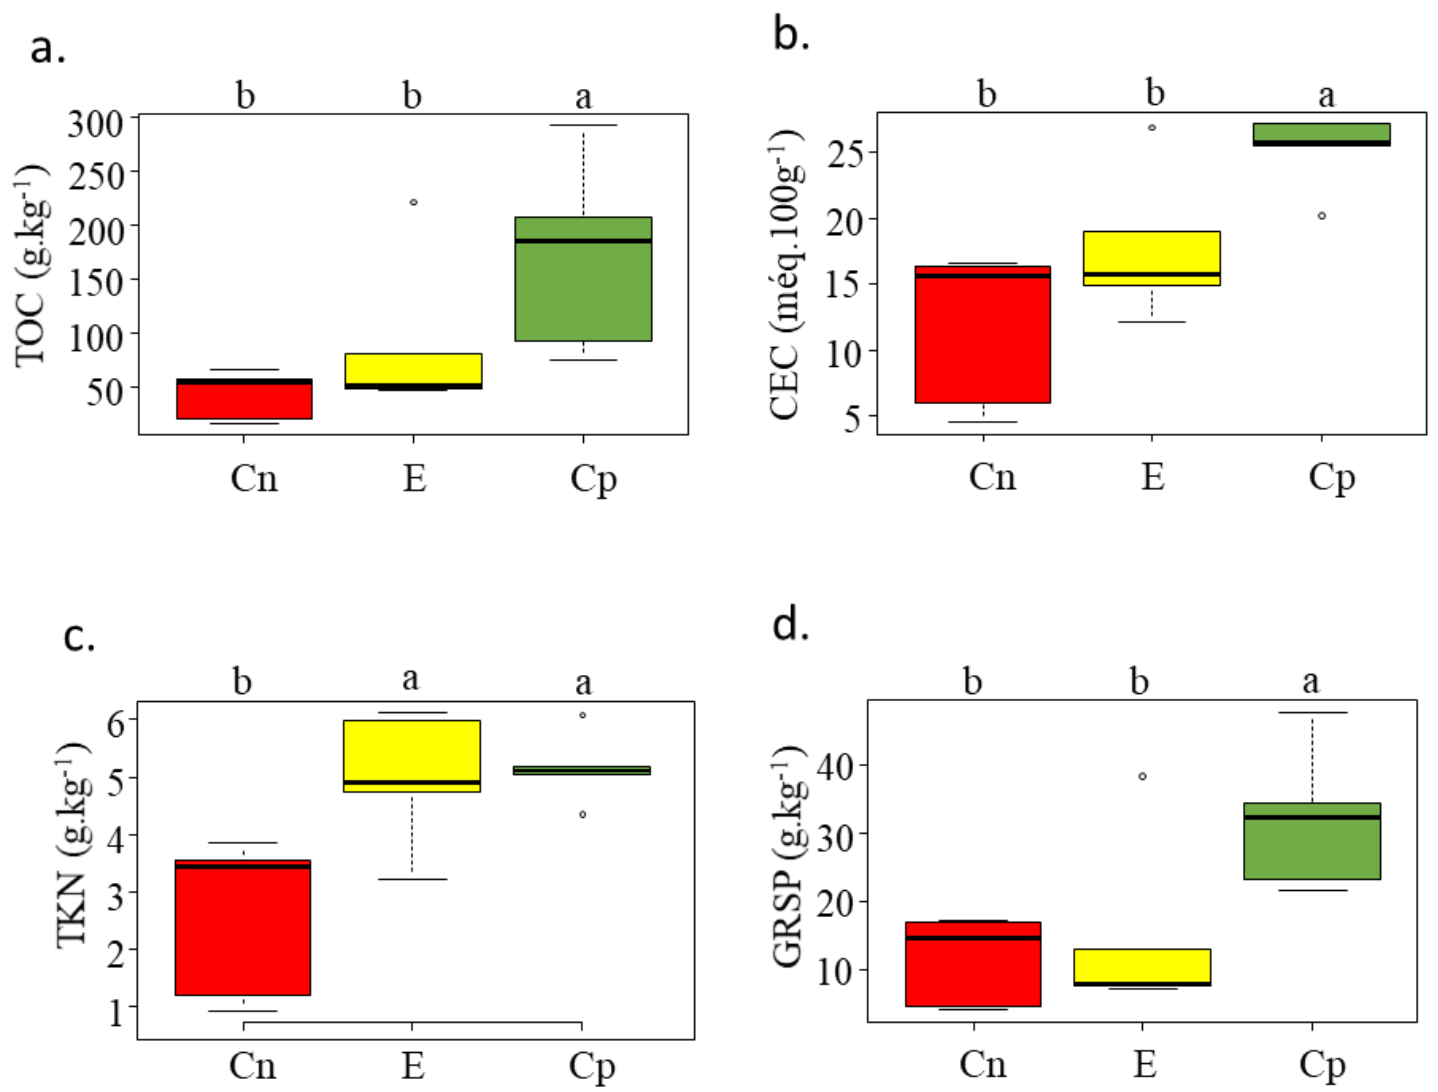 a.
b b a
TOC (g.kg⁻¹)
300
250
200
150
100
50
Cn E Cp
b.
b b a
CEC (méq.100g⁻¹)
25
20
15
10
5
Cn E Cp
c.
b a a
TKN (g.kg⁻¹)
6
5
4
3
2
1
Cn E Cp
d.
b b a
GRSP (g.kg⁻¹)
40
30
20
10
Cn E Cp